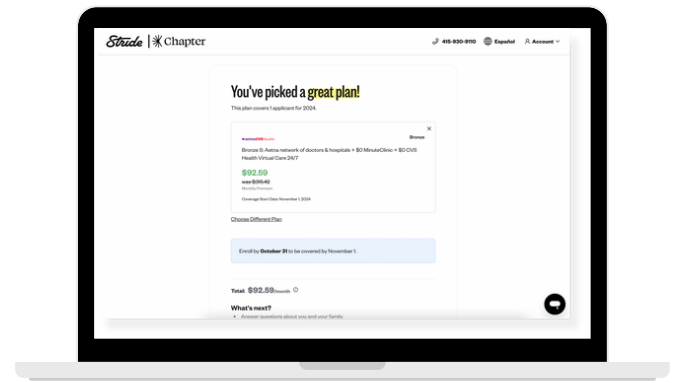 Stride | Chapter
415-930-9110 Español Account
You've picked a great plan!
This plan covers 1 applicant for 2024.
Bronze
Bronze S: Aetna network of doctors & hospitals + $0 MinuteClinic + $0 CVS
Health Virtual Care 24/7
$92.59
Monthly Premium
Coverage Start Date: November 1, 2024
Choose Different Plan
Enroll by October 31 to be covered by November 1.
Total: $92.59/month
What's next?
Answer questions about you and your family